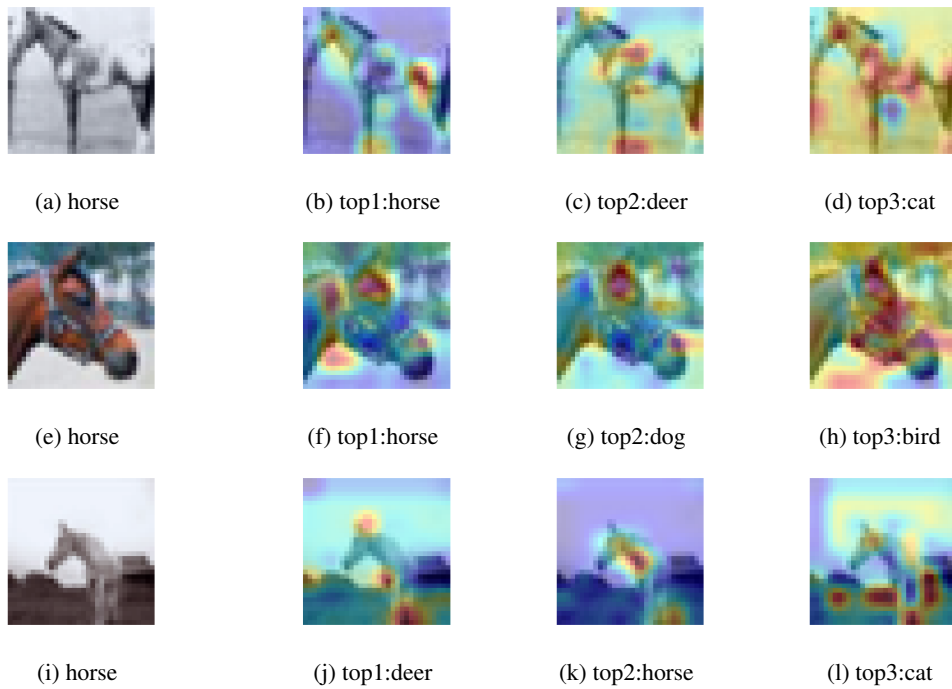 (a) horse
(b) top1:horse
(c) top2:deer
(d) top3:cat
(e) horse
(f) top1:horse
(g) top2:dog
(h) top3:bird
(i) horse
(j) top1:deer
(k) top2:horse
(l) top3:cat